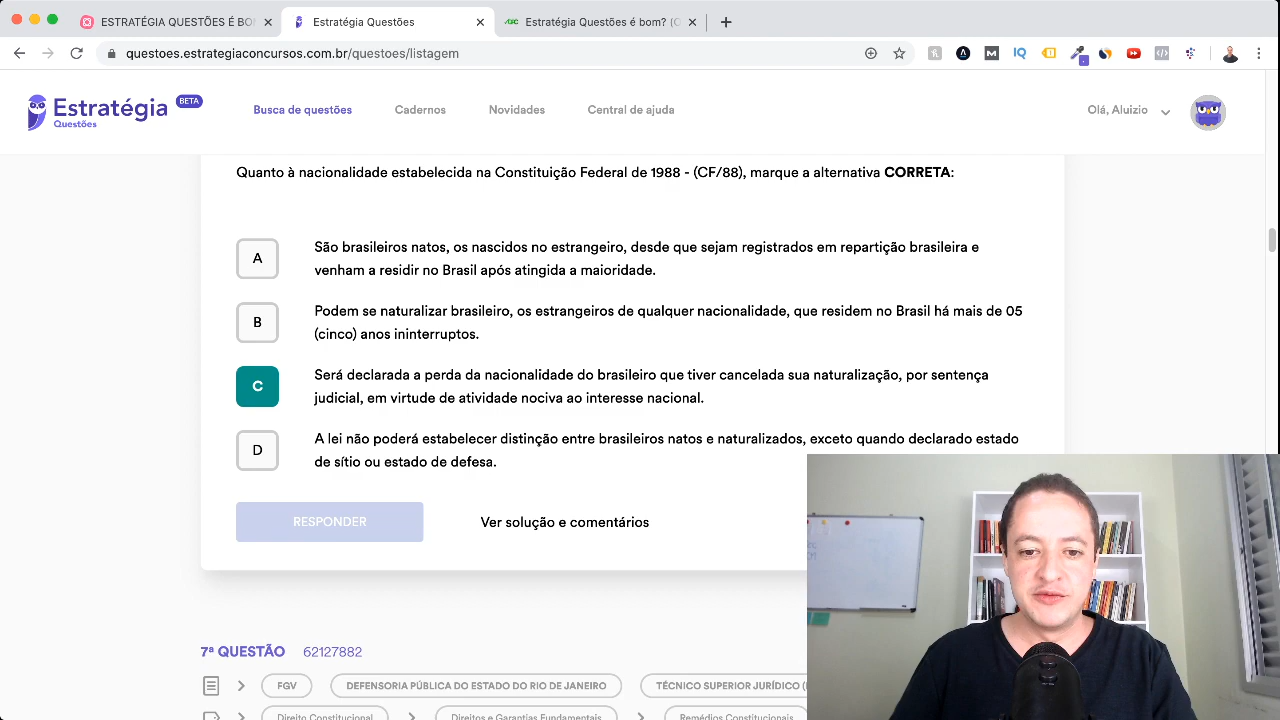 ESTRATÉGIA QUESTÕES É BO
Estratégia Questões
Estratégia Questões é bom? (C
questoes.estrategiaconcursos.com.br/questoes/listagem
Estratégia
BETA
Questões
Busca de questões
Cadernos
Novidades
Central de ajuda
Olá, Aluizio
Quanto à nacionalidade estabelecida na Constituição Federal de 1988 - (CF/88), marque a alternativa CORRETA:
A
São brasileiros natos, os nascidos no estrangeiro, desde que sejam registrados em repartição brasileira e
venham a residir no Brasil após atingida a maioridade.
B
Podem se naturalizar brasileiro, os estrangeiros de qualquer nacionalidade, que residem no Brasil há mais de 05
(cinco) anos ininterruptos.
C
Será declarada a perda da nacionalidade do brasileiro que tiver cancelada sua naturalização, por sentença
judicial, em virtude de atividade nociva ao interesse nacional.
D
A lei não poderá estabelecer distinção entre brasileiros natos e naturalizados, exceto quando declarado estado
de sítio ou estado de defesa.
RESPONDER
Ver solução e comentários
7ª QUESTÃO
62127882
FGV
DEFENSORIA PÚBLICA DO ESTADO DO RIO DE JANEIRO
TÉCNICO SUPERIOR JURÍDICO (
Direito Constitucional
Direitos e Garantias Fundamentais
Remédios Constitucionais